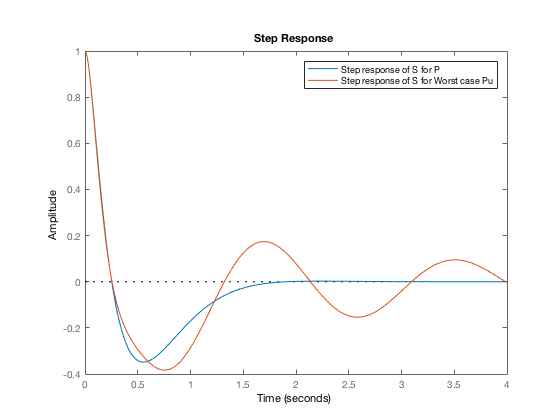 Step Response
Step response of S for P
Step response of S for Worst case Pu
Amplitude
1
0.8
0.6
0.4
0.2
0
-0.2
-0.4
0 0.5 1 1.5 2 2.5 3 3.5 4
Time (seconds)